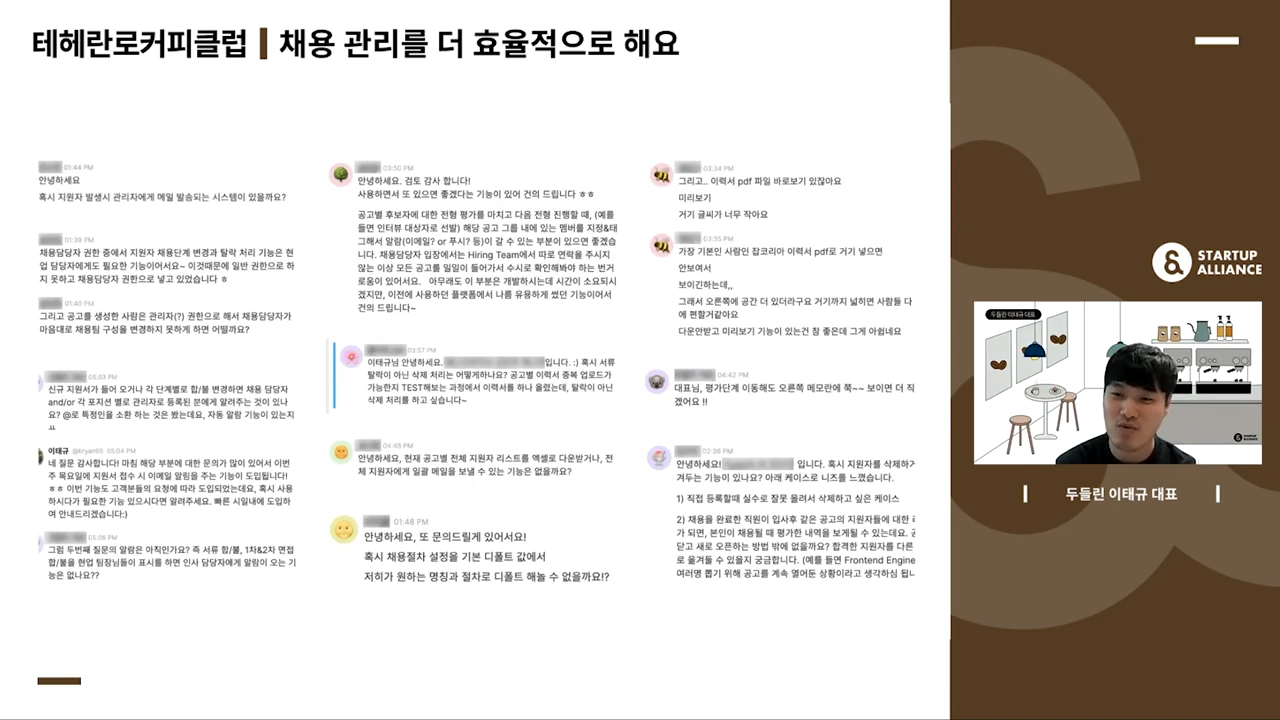 테헤란로커피클럽 | 채용 관리를 더 효율적으로 해요
01:44 PM
안녕하세요
혹시 지원자 발생시 관리자에게 메일 발송되는 시스템이 있을까요?
01:39 PM
채용담당자 권한 중에서 지원자 채용단계 변경과 탈락 처리 기능은 현
업 담당자에게도 필요한 기능이어서요~ 이것때문에 일반 권한으로 하
지 못하고 채용담당자 권한으로 넣고 있었습니다 ㅎ
01:40 PM
그리고 공고를 생성한 사람은 관리자(?) 권한으로 해서 채용담당자가
마음대로 채용팀 구성을 변경하지 못하게 하면 어떨까요?
05:03 PM
신규 지원서가 들어 오거나 각 단계별로 합/불 변경하면 채용 담당자
and/or 각 포지션 별로 관리자로 등록된 분에게 알려주는 것이 있나
요? @로 특정인을 소환 하는 것은 봤는데요, 자동 알람 기능이 있는지
ㅛ
이태규 @bryan85 05:04 PM
네 질문 감사합니다! 마침 해당 부분에 대한 문의가 많이 있어서 이번
주 목요일에 지원서 접수 시 이메일 알림을 주는 기능이 도입됩니다!
ㅎㅎ 이번 기능도 고객분들의 요청에 따라 도입되었는데요, 혹시 사용
하시다가 필요한 기능 있으시다면 알려주세요. 빠른 시일내에 도입하
여 안내드리겠습니다:)
05:06 PM
그럼 두번째 질문의 알람은 아직인가요? 즉 서류 합/불, 1차&2차 면접
합/불을 현업 팀장님들이 표시를 하면 인사 담당자에게 알람이 오는 기
능은 없나요??
03:50 PM
안녕하세요. 검토 감사 합니다!
사용하면서 또 있으면 좋겠다는 기능이 있어 건의 드립니다 ㅎㅎ
공고별 후보자에 대한 전형 평가를 마치고 다음 전형 진행할 때, (예를
들면 인터뷰 대상자로 선발) 해당 공고 그룹 내에 있는 멤버를 지정&태
그해서 알람(이메일? or 푸시? 등)이 갈 수 있는 부분이 있으면 좋겠습
니다. 채용담당자 입장에서는 Hiring Team에서 따로 연락을 주시지
않는 이상 모든 공고를 일일이 들어가서 수시로 확인해봐야 하는 번거
로움이 있어서요. 아무래도 이 부분은 개발하시는데 시간이 소요되시
겠지만, 이전에 사용하던 플랫폼에서 나름 유용하게 썼던 기능이어서
건의 드립니다~
03:57 PM
이태규님 안녕하세요. 입니다. :) 혹시 서류
탈락이 아닌 삭제 처리는 어떻게하나요? 공고별 이력서 중복 업로드가
가능한지 TEST해보는 과정에서 이력서를 하나 올렸는데, 탈락이 아닌
삭제 처리를 하고 싶습니다~
04:48 PM
안녕하세요, 현재 공고별 전체 지원자 리스트를 엑셀로 다운받거나, 전
체 지원자에게 일괄 메일을 보낼 수 있는 기능은 없을까요?
01:48 PM
안녕하세요, 또 문의드릴게 있어서요!
혹시 채용절차 설정을 기본 디폴트 값에서
저희가 원하는 명칭과 절차로 디폴트 해놀 수 없을까요!?
03:34 PM
그리고.. 이력서 pdf 파일 바로보기 있잖아요
미리보기
거기 글씨가 너무 작아요
03:35 PM
가장 기본인 사람인 잡코리아 이력서 pdf로 거기 넣으면
안보여서
보이긴하는데,,
그래서 오른쪽에 공간 더 있더라구요 거기까지 넓히면 사람들 다
에 편할거같아요
다운안받고 미리보기 기능이 있는건 참 좋은데 그게 아쉽네요
04:42 PM
대표님, 평가단계 이동해도 오른쪽 메모란에 쭉~~ 보이면 더 직
겠어요 !!
02:36 PM
안녕하세요! 입니다. 혹시 지원자를 삭제하거
겨두는 기능이 있나요? 아래 케이스로 니즈를 느꼈습니다.
1) 직접 등록할때 실수로 잘못 올려서 삭제하고 싶은 케이스
2) 채용을 완료한 직원이 입사후 같은 공고의 지원자들에 대한
가 되면, 본인이 채용될 때 평가한 내역을 보게될 수 있는데요.
닫고 새로 오픈하는 방법 밖에 없을까요? 합격한 지원자를 다른
로 옮겨둘 수 있을지 궁금합니다. (예를 들면 Frontend Engine
여러명 뽑기 위해 공고를 계속 열어둔 상황이라고 생각하심 됩니
STARTUP
ALLIANCE
두들린 이태규 대표
STARTUP
ALLIANCE
| 두들린 이태규 대표 |